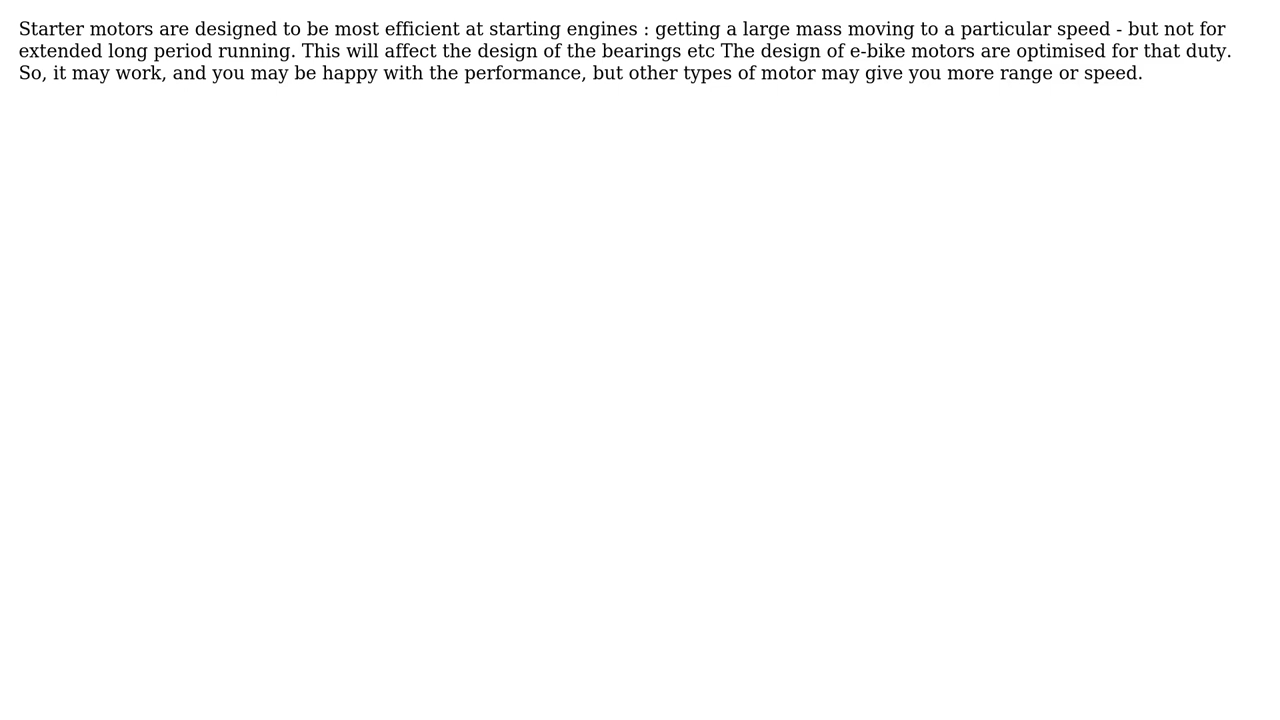 Starter motors are designed to be most efficient at starting engines : getting a large mass moving to a particular speed - but not for
extended long period running. This will affect the design of the bearings etc The design of e-bike motors are optimised for that duty.
So, it may work, and you may be happy with the performance, but other types of motor may give you more range or speed.